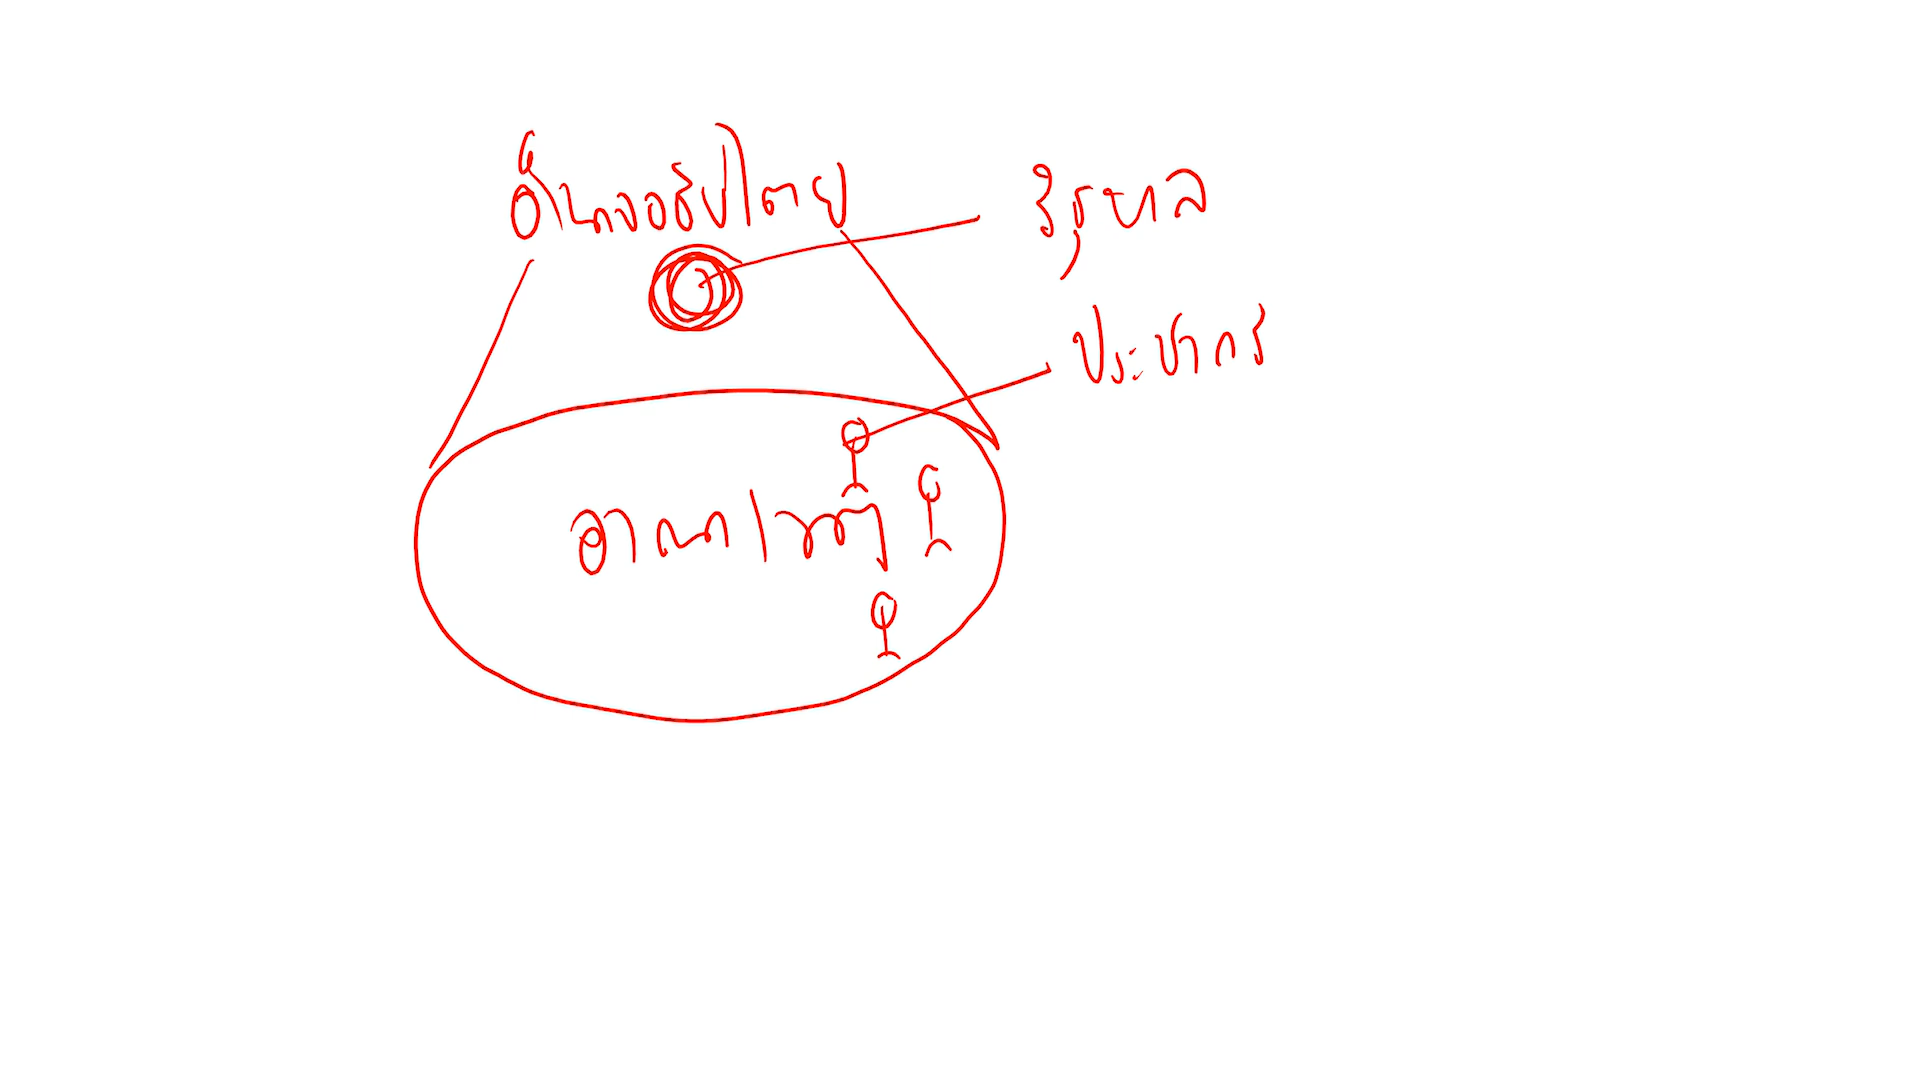 อำนาจอธิปไตย
รัฐบาล
ประชากร
อาณาเขต